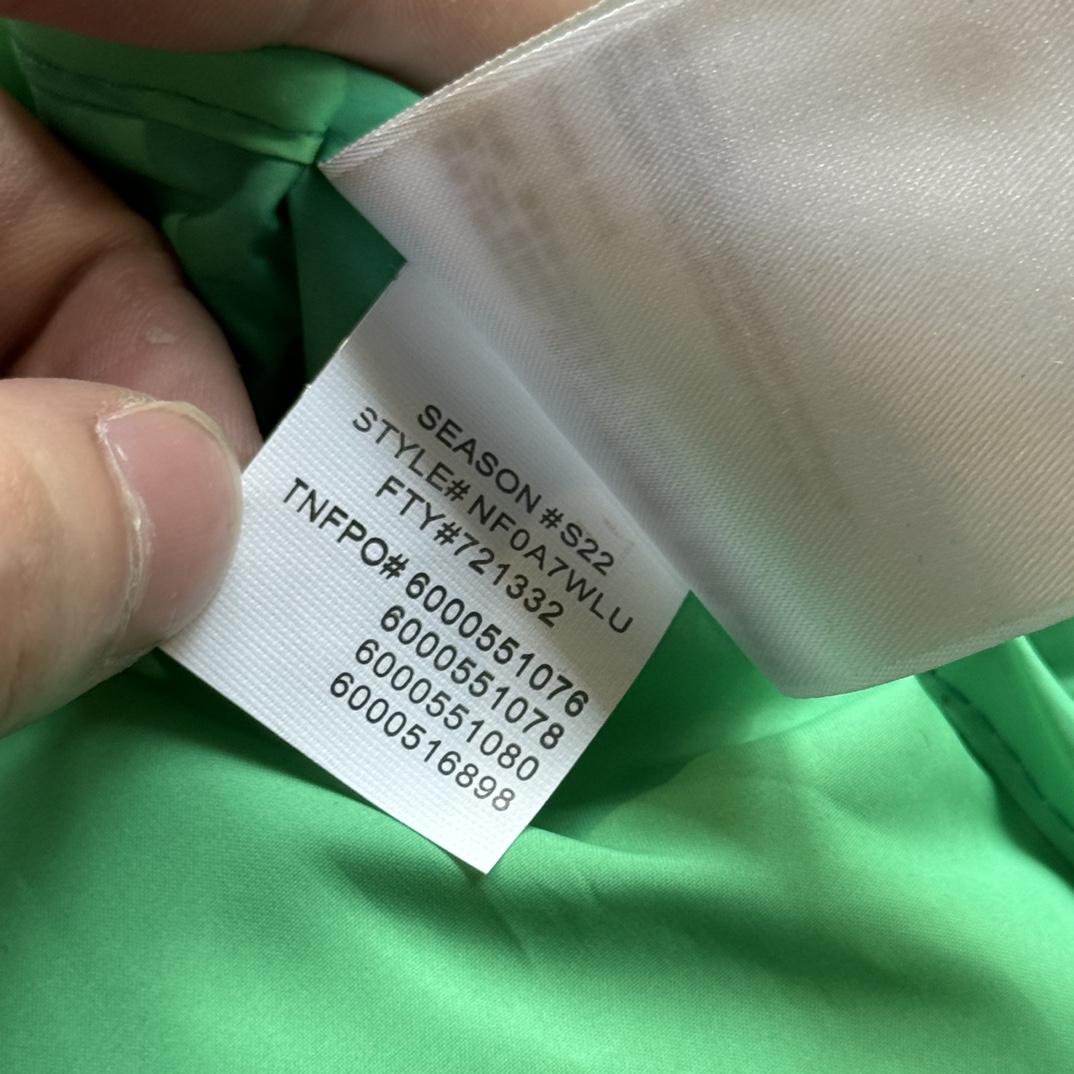 SEASON #S22
STYLE# NF0A7WLU
FTY#721332
TNFPO# 6000551076
6000551078
6000551080
6000516898